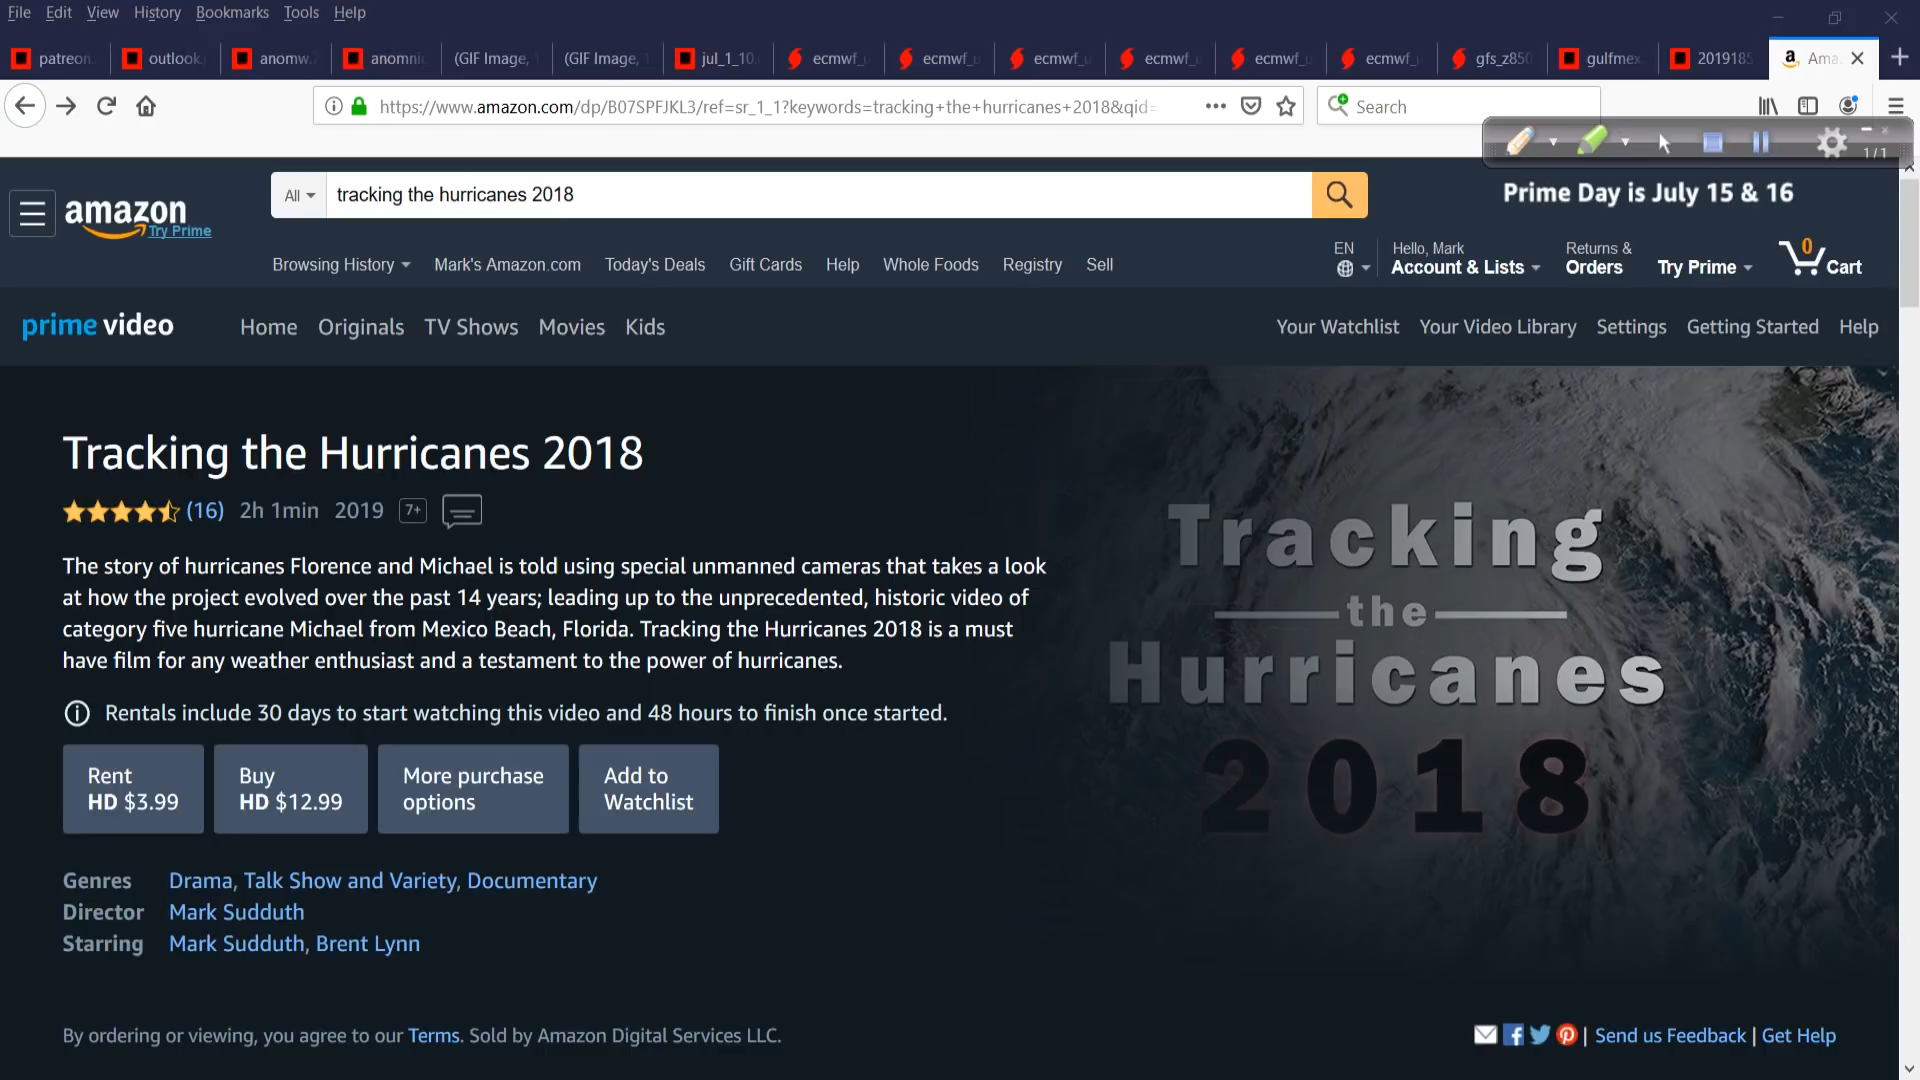 File Edit View History Bookmarks Tools Help
patreon. outlook. anomw. anomnic (GIF Image, (GIF Image, jul_1_10. ecmwf_u ecmwf_u ecmwf_u ecmwf_u ecmwf_u ecmwf_u gfs_z850 gulfmex 2019185 Ama
https://www.amazon.com/dp/B07SPFJKL3/ref=sr_1_1?keywords=tracking+the+hurricanes+2018&qid=
Search
1/1
All tracking the hurricanes 2018
Prime Day is July 15 & 16
amazon
Try Prime
Browsing History Mark's Amazon.com Today's Deals Gift Cards Help Whole Foods Registry Sell
EN
Hello, Mark
Account & Lists
Returns &
Orders
Try Prime
0
Cart
prime video Home Originals TV Shows Movies Kids Your Watchlist Your Video Library Settings Getting Started Help
Tracking the Hurricanes 2018
(16) 2h 1min 2019 7+
The story of hurricanes Florence and Michael is told using special unmanned cameras that takes a look
at how the project evolved over the past 14 years; leading up to the unprecedented, historic video of
category five hurricane Michael from Mexico Beach, Florida. Tracking the Hurricanes 2018 is a must
have film for any weather enthusiast and a testament to the power of hurricanes.
Rentals include 30 days to start watching this video and 48 hours to finish once started.
Rent
HD $3.99
Buy
HD $12.99
More purchase
options
Add to
Watchlist
Tracking
the
Hurricanes
2018
Genres Drama, Talk Show and Variety, Documentary
Director Mark Sudduth
Starring Mark Sudduth, Brent Lynn
By ordering or viewing, you agree to our Terms. Sold by Amazon Digital Services LLC.
| Send us Feedback | Get Help